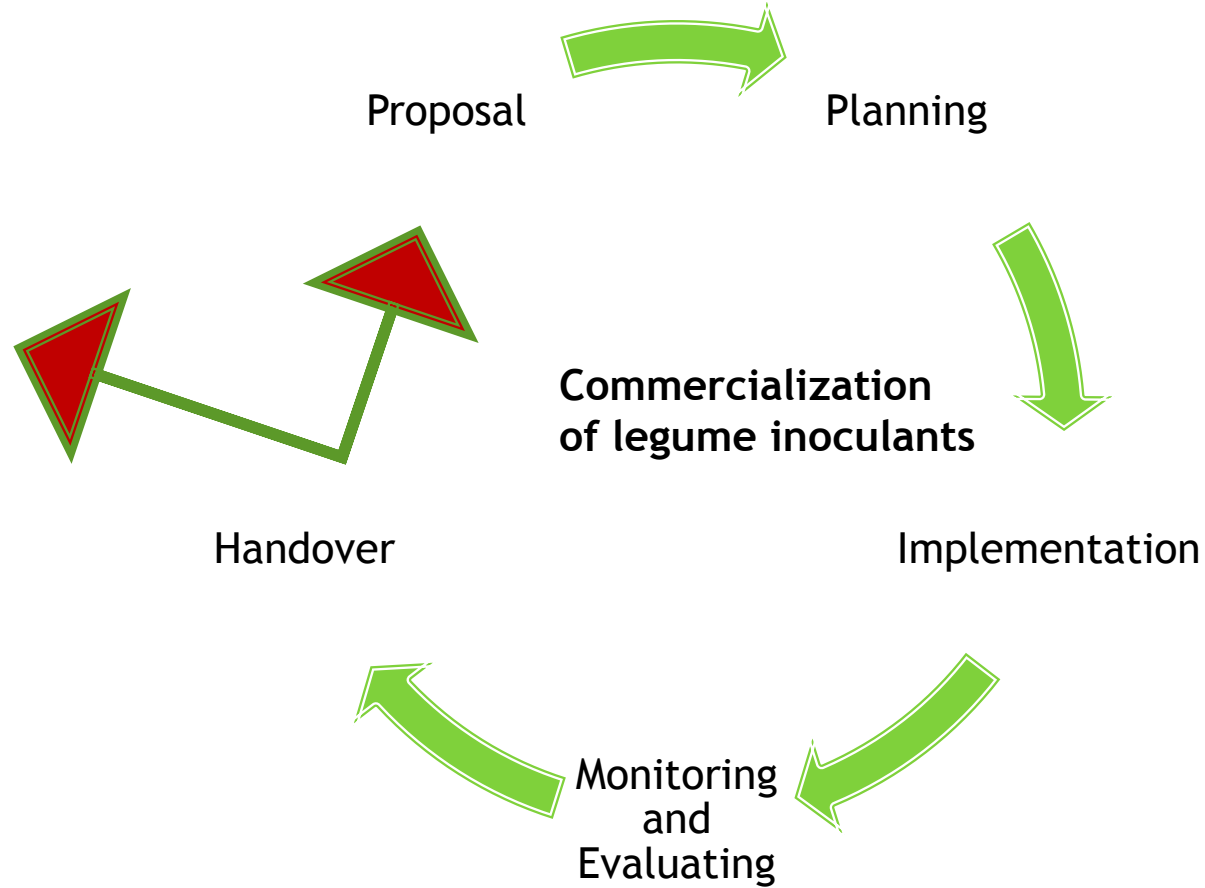 Proposal
Planning
Commercialization
of legume inoculants
Handover
Implementation
Monitoring
and
Evaluating